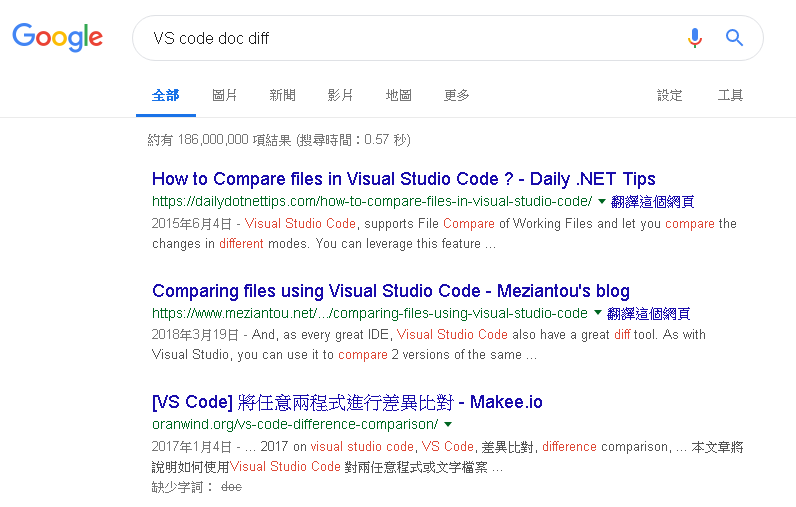 Google
VS code doc diff
全部 圖片 新聞 影片 地圖 更多 設定 工具
約有 186,000,000 項結果 (搜尋時間：0.57 秒)
How to Compare files in Visual Studio Code ? - Daily .NET Tips
https://dailydotnettips.com/how-to-compare-files-in-visual-studio-code/ 翻譯這個網頁
2015年6月4日 - Visual Studio Code, supports File Compare of Working Files and let you compare the
changes in different modes. You can leverage this feature ...
Comparing files using Visual Studio Code - Meziantou's blog
https://www.meziantou.net/.../comparing-files-using-visual-studio-code 翻譯這個網頁
2018年3月19日 - And, as every great IDE, Visual Studio Code also have a great diff tool. As with
Visual Studio, you can use it to compare 2 versions of the same ...
[VS Code] 將任意兩程式進行差異比對 - Makee.io
oranwind.org/vs-code-difference-comparison/
2017年1月4日 - ... 2017 on visual studio code, VS Code, 差異比對, difference comparison, ... 本文章將
說明如何使用Visual Studio Code 對兩任意程式或文字檔案 ...
缺少字詞： doc